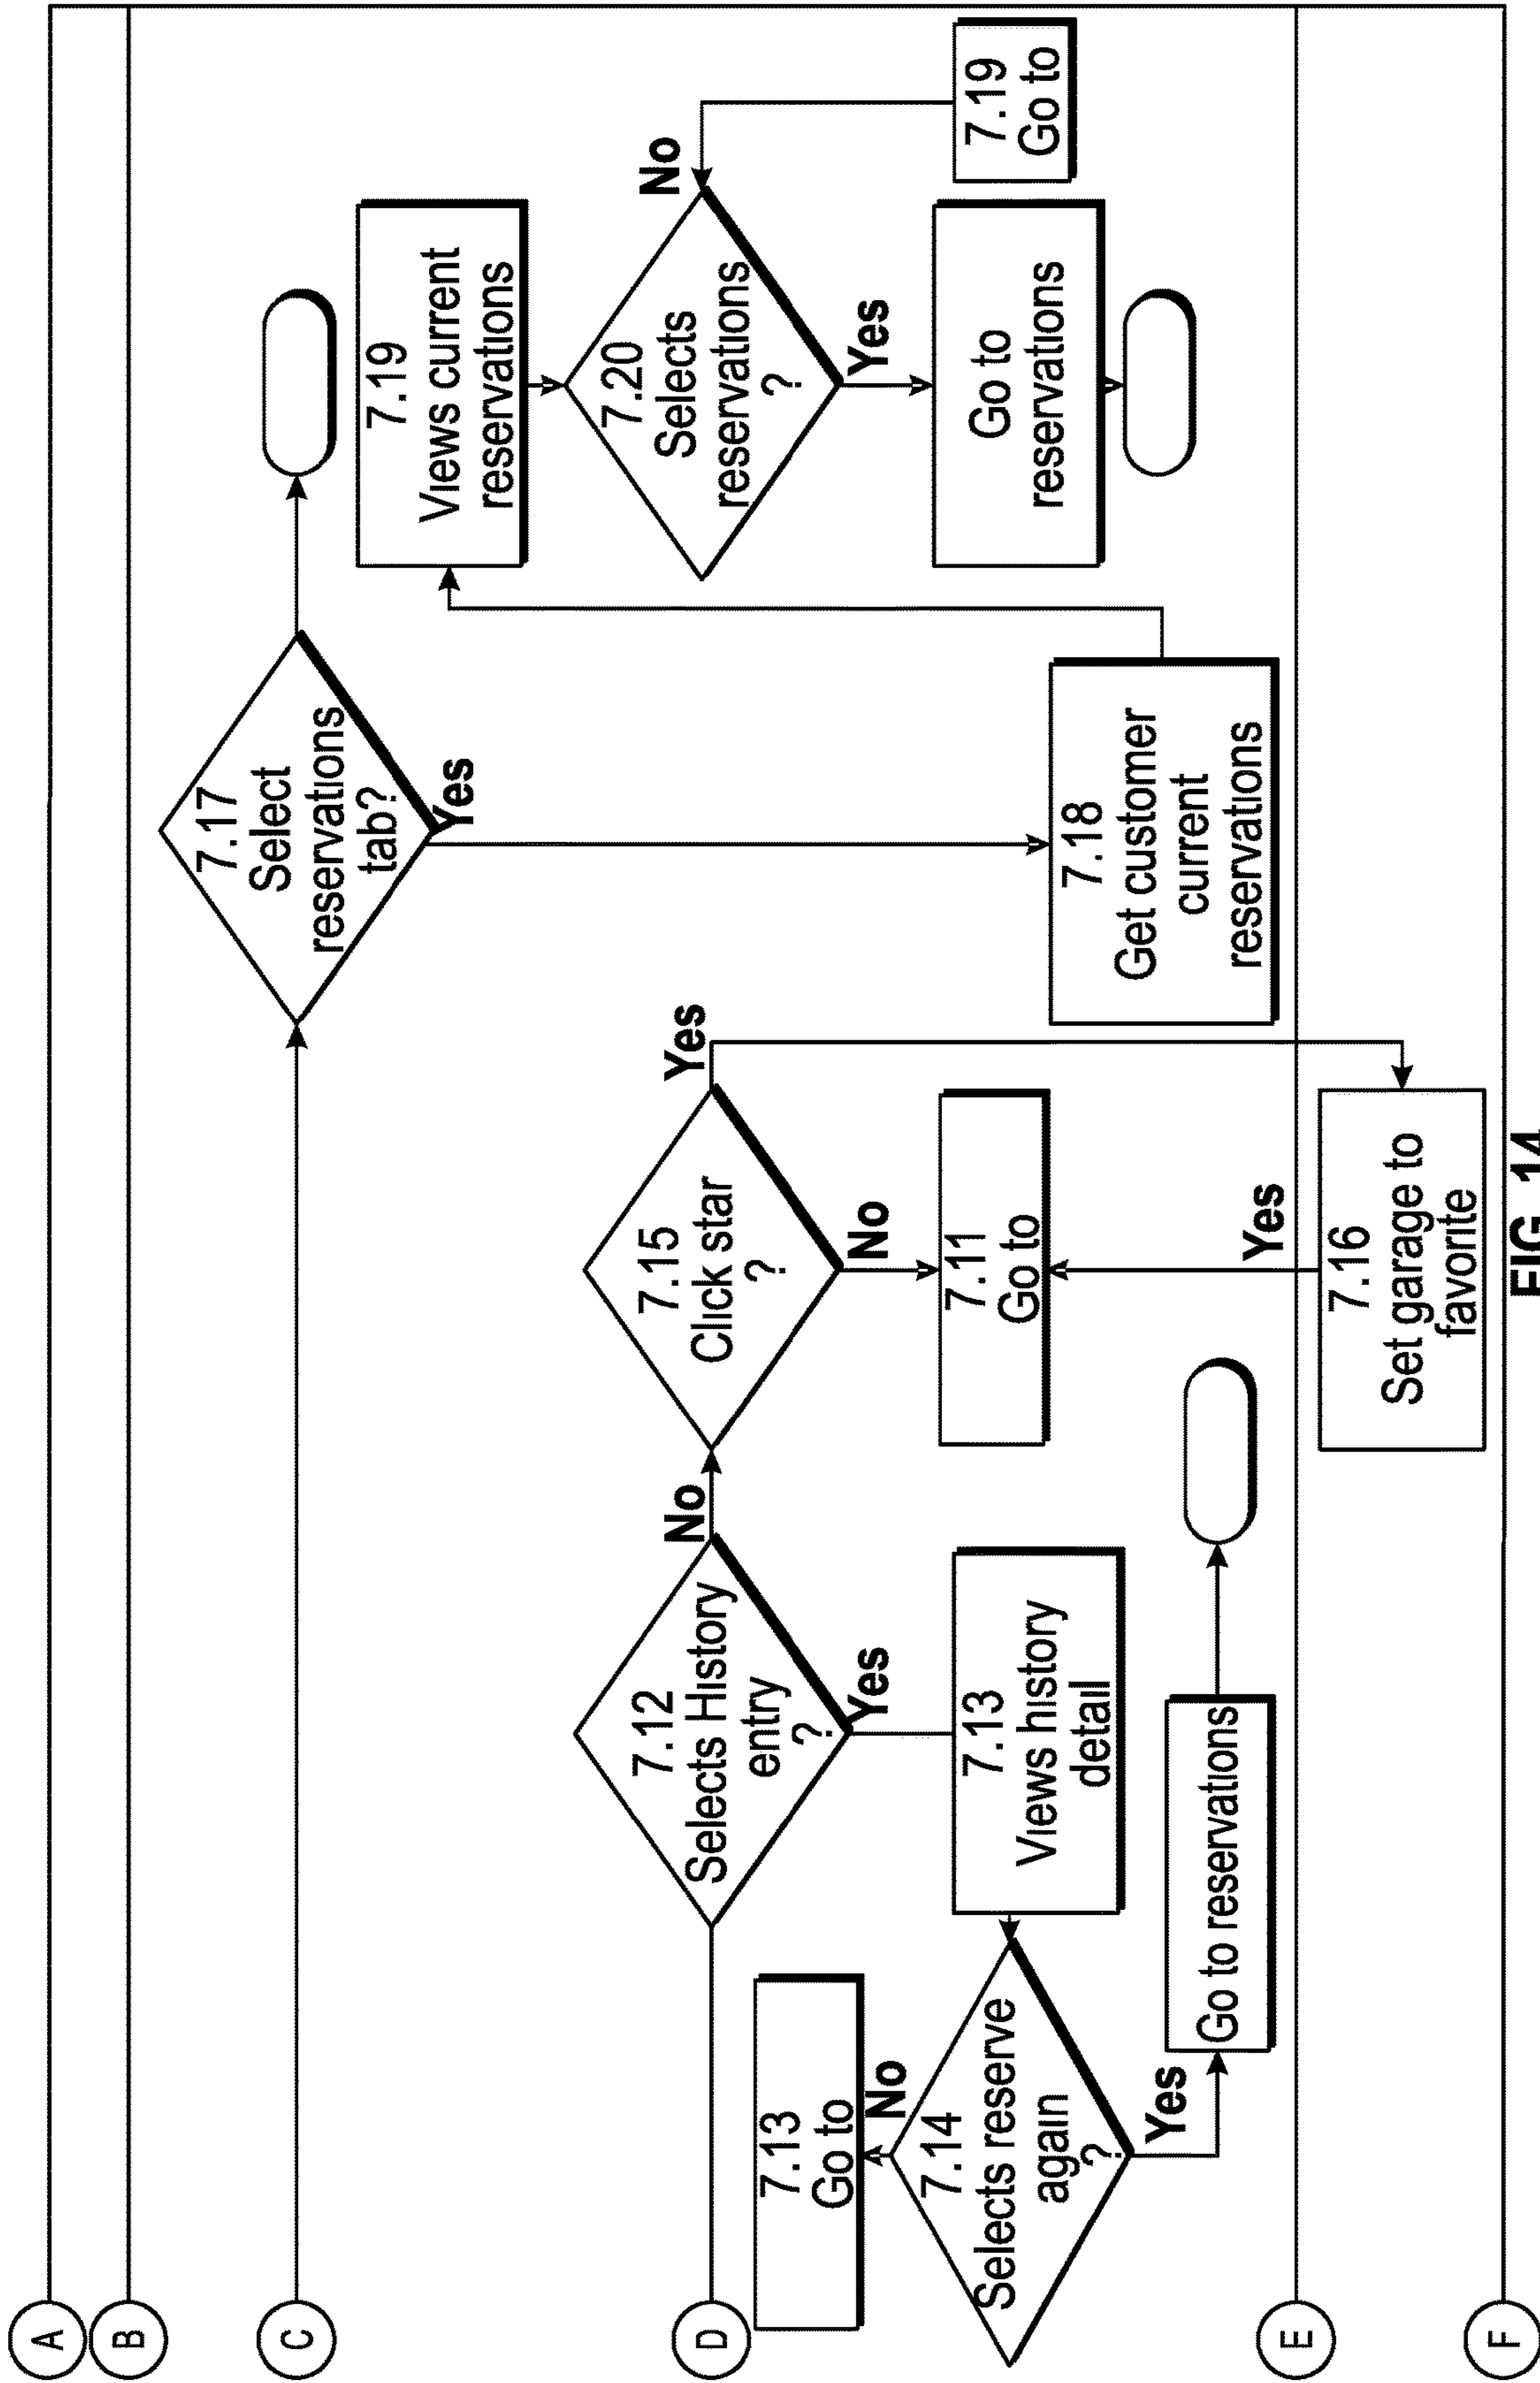 A
B
C
D
E
F
7.17
Select
reservations
tab?
Yes
7.19
Views current
reservations
7.20
Selects
reservations
?
No
Yes
7.19
Go to
Go to
reservations
7.18
Get customer
current
reservations
7.12
Selects History
entry
?
No
Yes
7.15
Click star
?
Yes
No
7.11
Go to
Yes
7.16
Set garage to
favorite
7.13
Views history
detail
7.13
Go to
No
7.14
Selects reserve
again
?
Yes
Go to reservations
FIG. 14